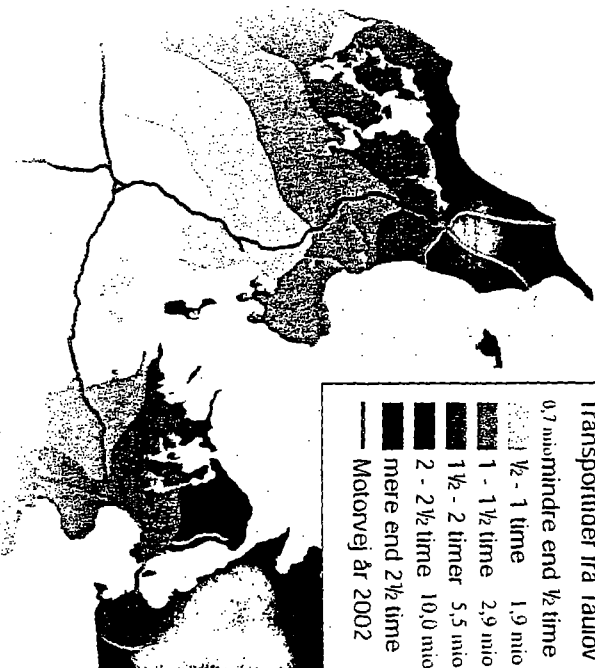 Transporttider fra Taulov
0,7 mio mindre end ½ time
½ - 1 time 1,9 mio
1 - 1½ time 2,9 mio
1½ - 2 timer 5,5 mio
2 - 2½ time 10,0 mio
mere end 2½ time
Motorvej år 2002